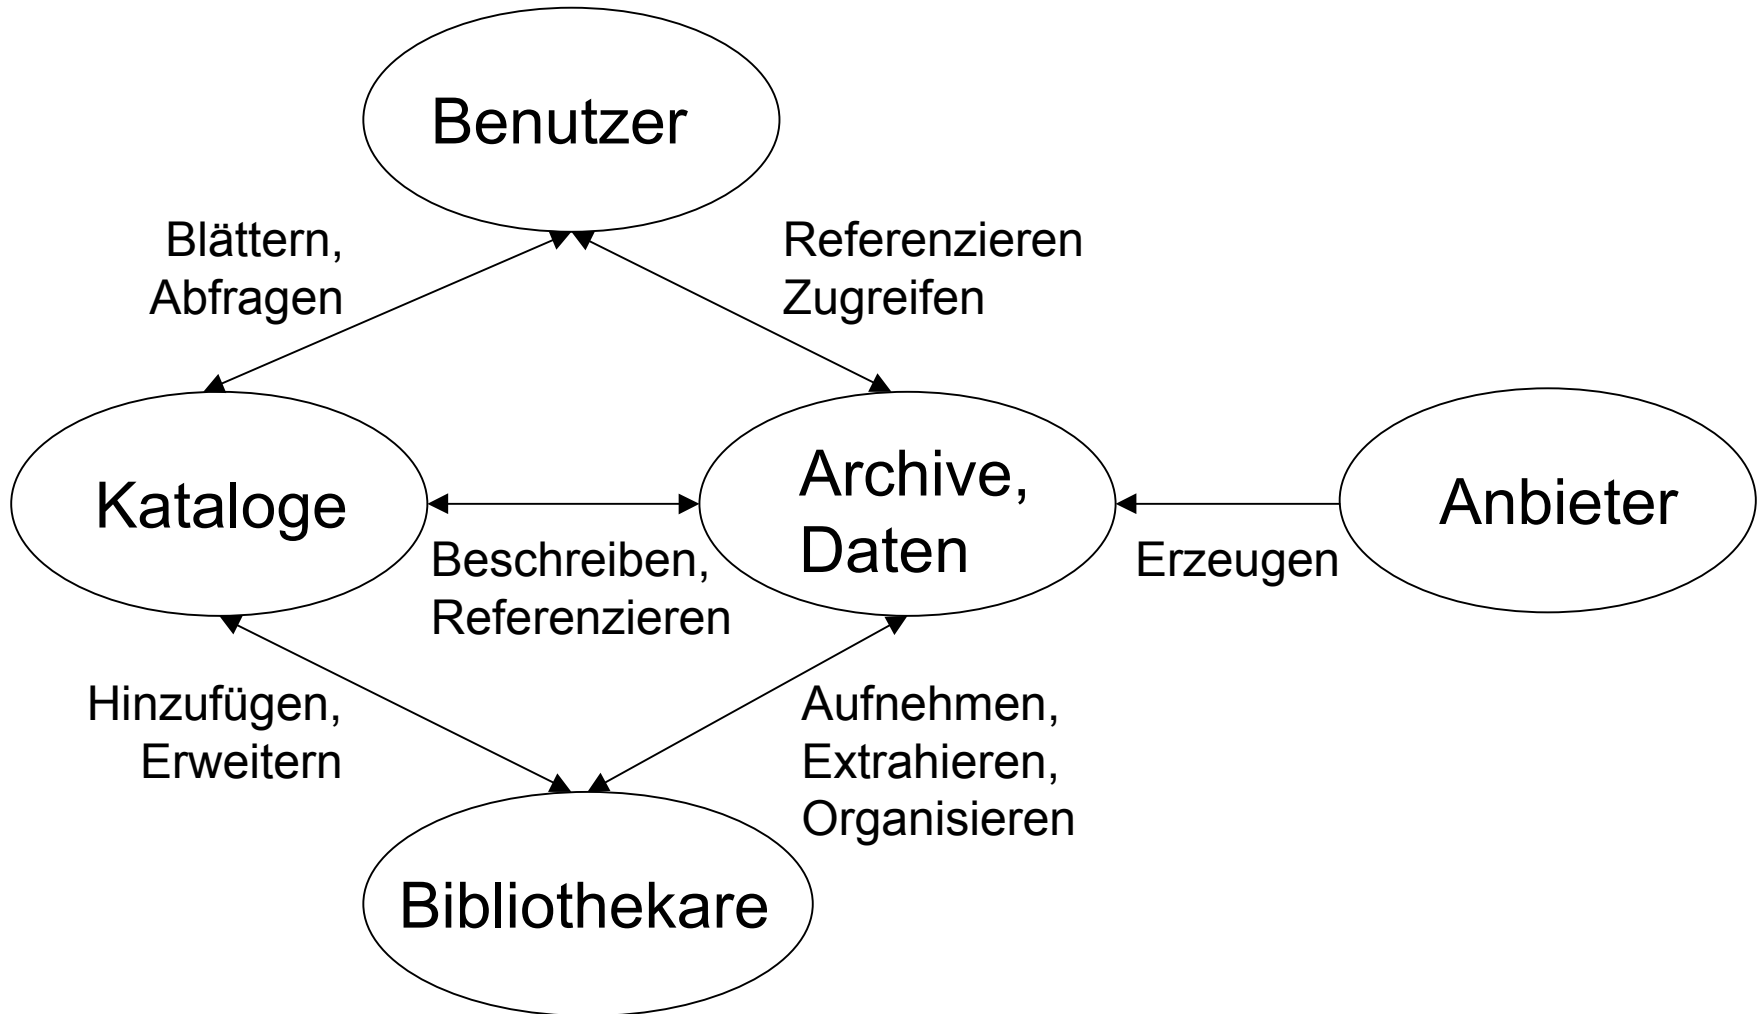 Benutzer
Blättern,
Abfragen
Referenzieren
Zugreifen
Kataloge
Archive,
Daten
Anbieter
Beschreiben,
Referenzieren
Erzeugen
Hinzufügen,
Erweitern
Aufnehmen,
Extrahieren,
Organisieren
Bibliothekare